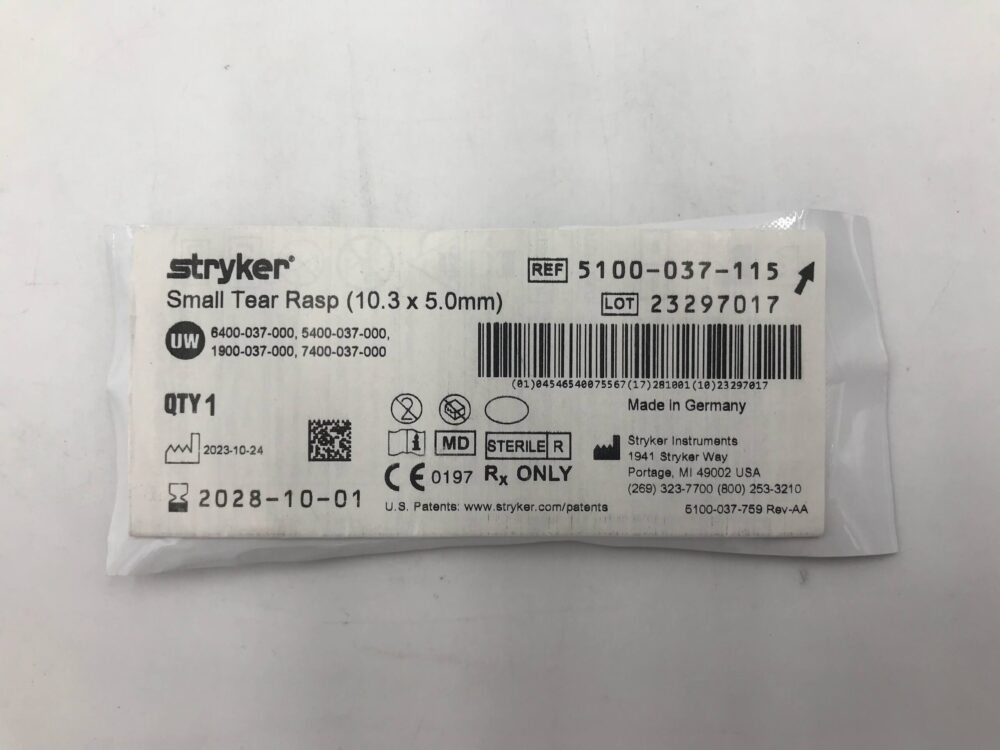 stryker®
Small Tear Rasp (10.3 x 5.0mm)
UW
6400-037-000, 5400-037-000,
1900-037-000, 7400-037-000
REF 5100-037-115
LOT 23297017
(01)04546540075567(17)281001(10)23297017
Made in Germany
QTY 1
2023-10-24
2028-10-01
2
i
MD
STERILE R
CE 0197 Rx ONLY
U.S. Patents: www.stryker.com/patents
Stryker Instruments
1941 Stryker Way
Portage, MI 49002 USA
(269) 323-7700 (800) 253-3210
5100-037-759 Rev-AA